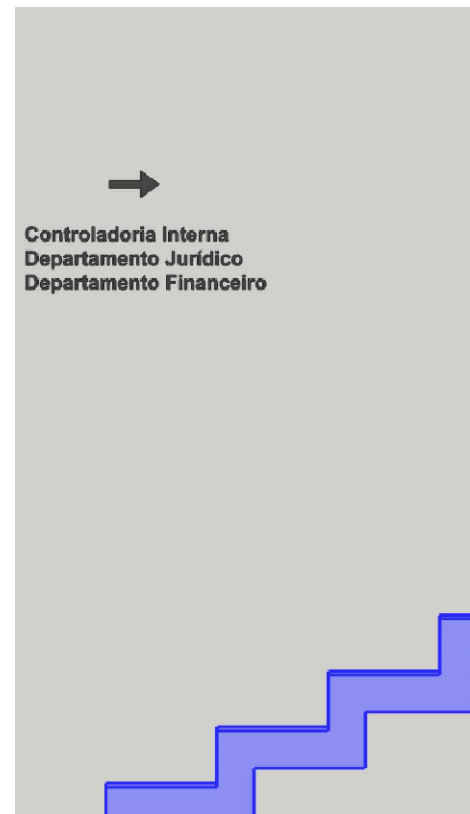 Controladoria Interna
Departamento Jurídico
Departamento Financeiro